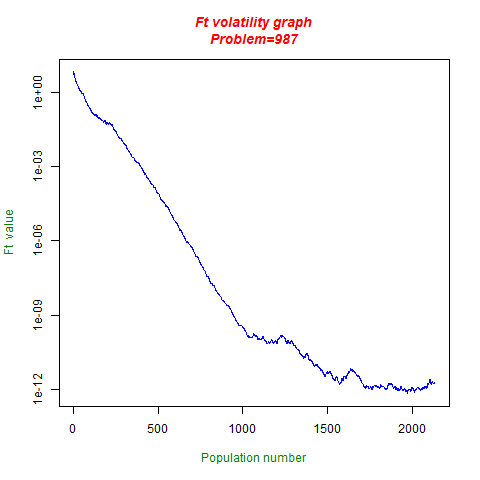 Ft volatility graph
Problem=987
Ft value
1e+00
1e-03
1e-06
1e-09
1e-12
0
500
1000
1500
2000
Population number